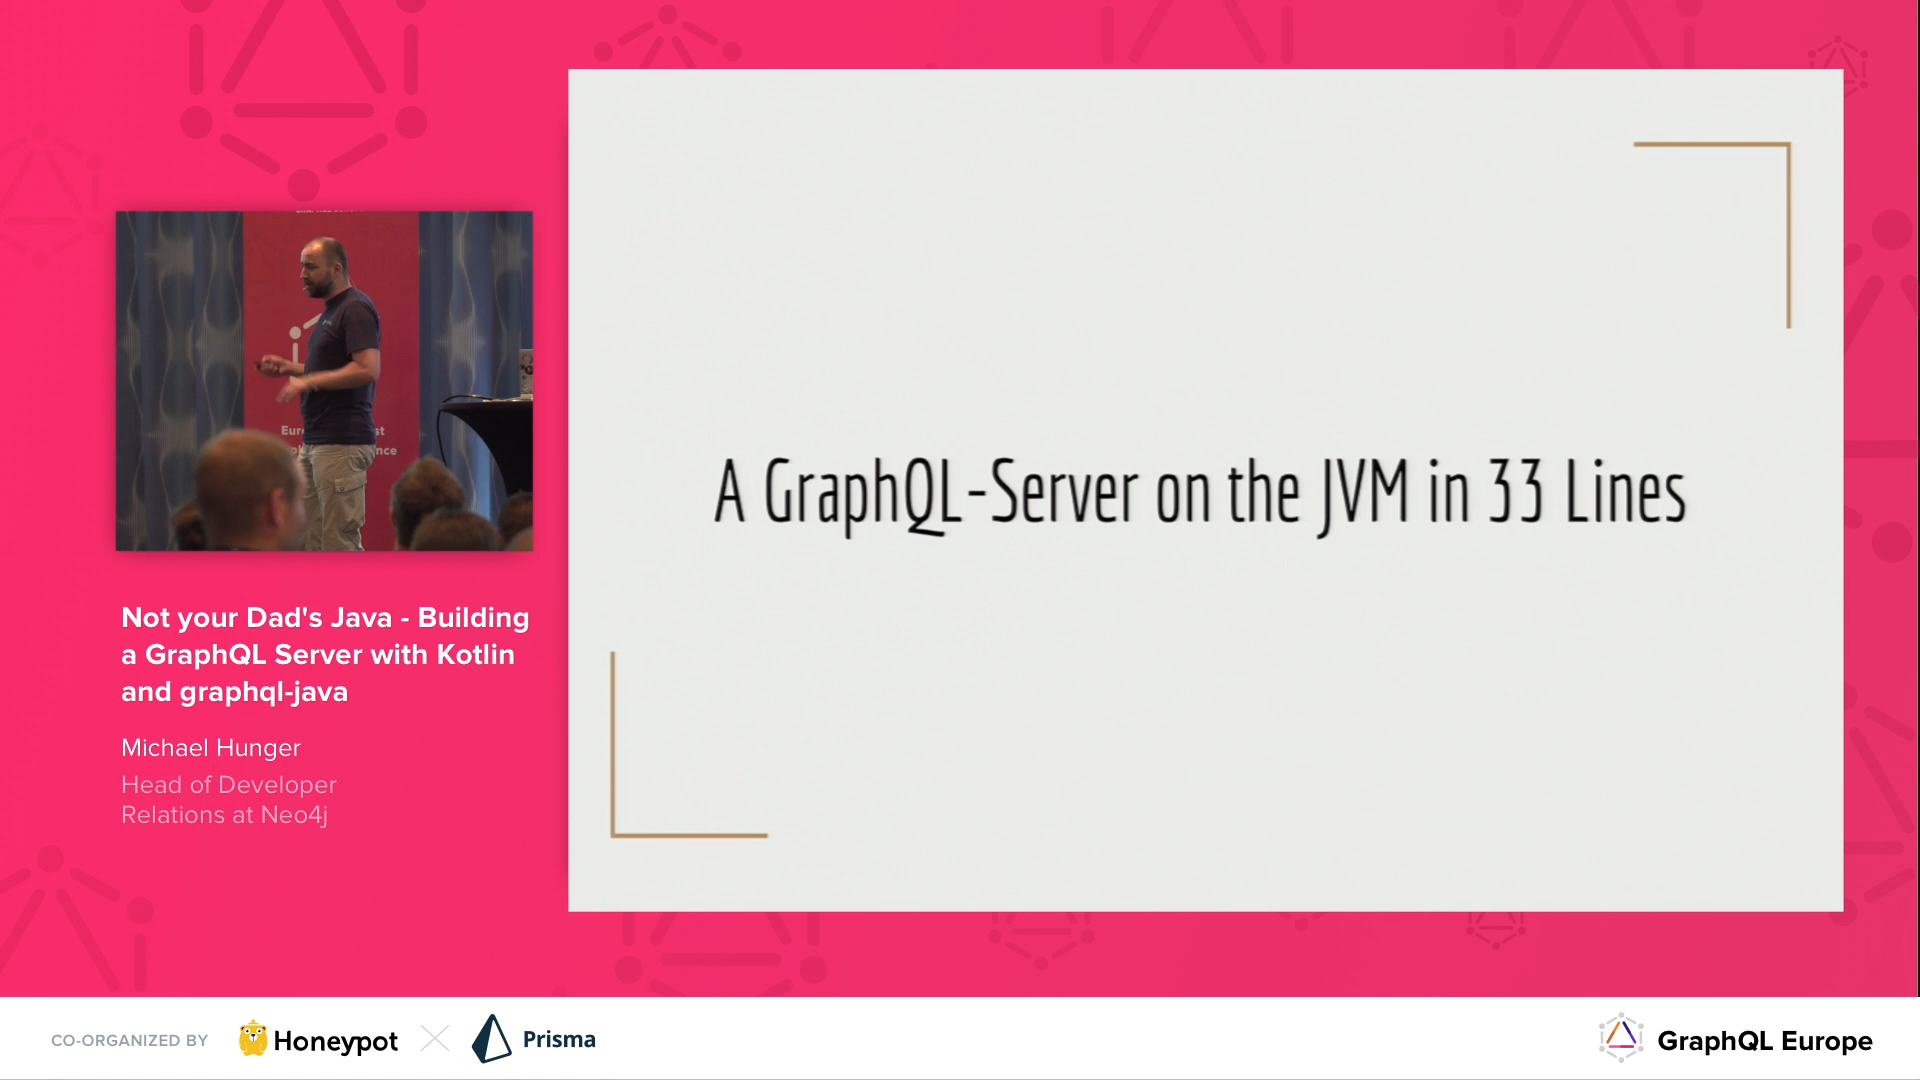 A GraphQL-Server on the JVM in 33 Lines
Not your Dad's Java - Building
a GraphQL Server with Kotlin
and graphql-java
Michael Hunger
Head of Developer
Relations at Neo4j
CO-ORGANIZED BY
Honeypot
Prisma
GraphQL Europe